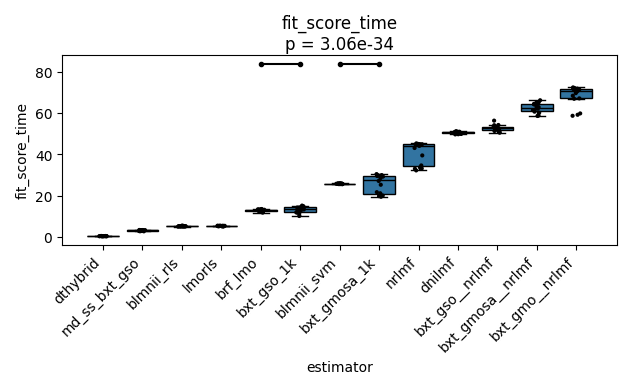 fit_score_time
p = 3.06e-34
fit_score_time
80
60
40
20
0
dthybrid
md_ss_bxt_gso
blmnii_rls
lmorls
brf_lmo
bxt_gso_1k
blmnii_svm
bxt_gmosa_1k
nrlmf
dnilmf
bxt_gso__nrlmf
bxt_gmosa__nrlmf
bxt_gmo__nrlmf
estimator